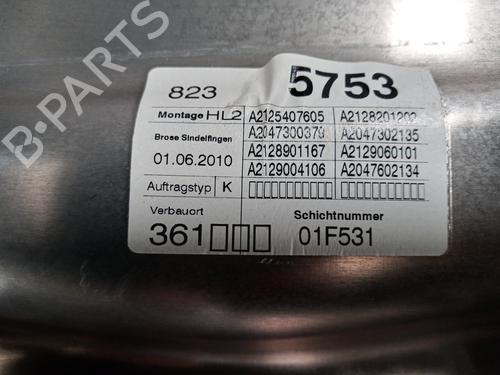 823 5753
Montage HL2 A2125407605 A2128201202
Brose Sindelfingen A2047300379 A2047302135
01.06.2010 A2128901167 A2129060101
A2129004106 A2047602134
Auftragstyp K
Verbauort Schichtnummer
361 01F531
B-PARTS
B-PARTS